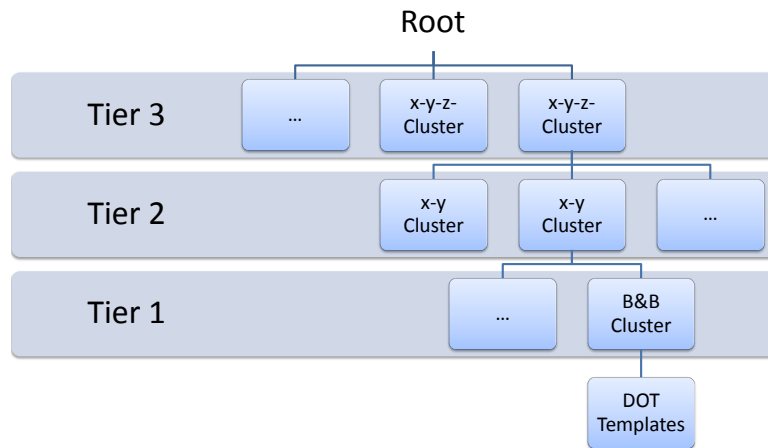 Root
Tier 3
...
x-y-z-
Cluster
x-y-z-
Cluster
Tier 2
x-y
Cluster
x-y
Cluster
...
Tier 1
...
B&B
Cluster
DOT
Templates